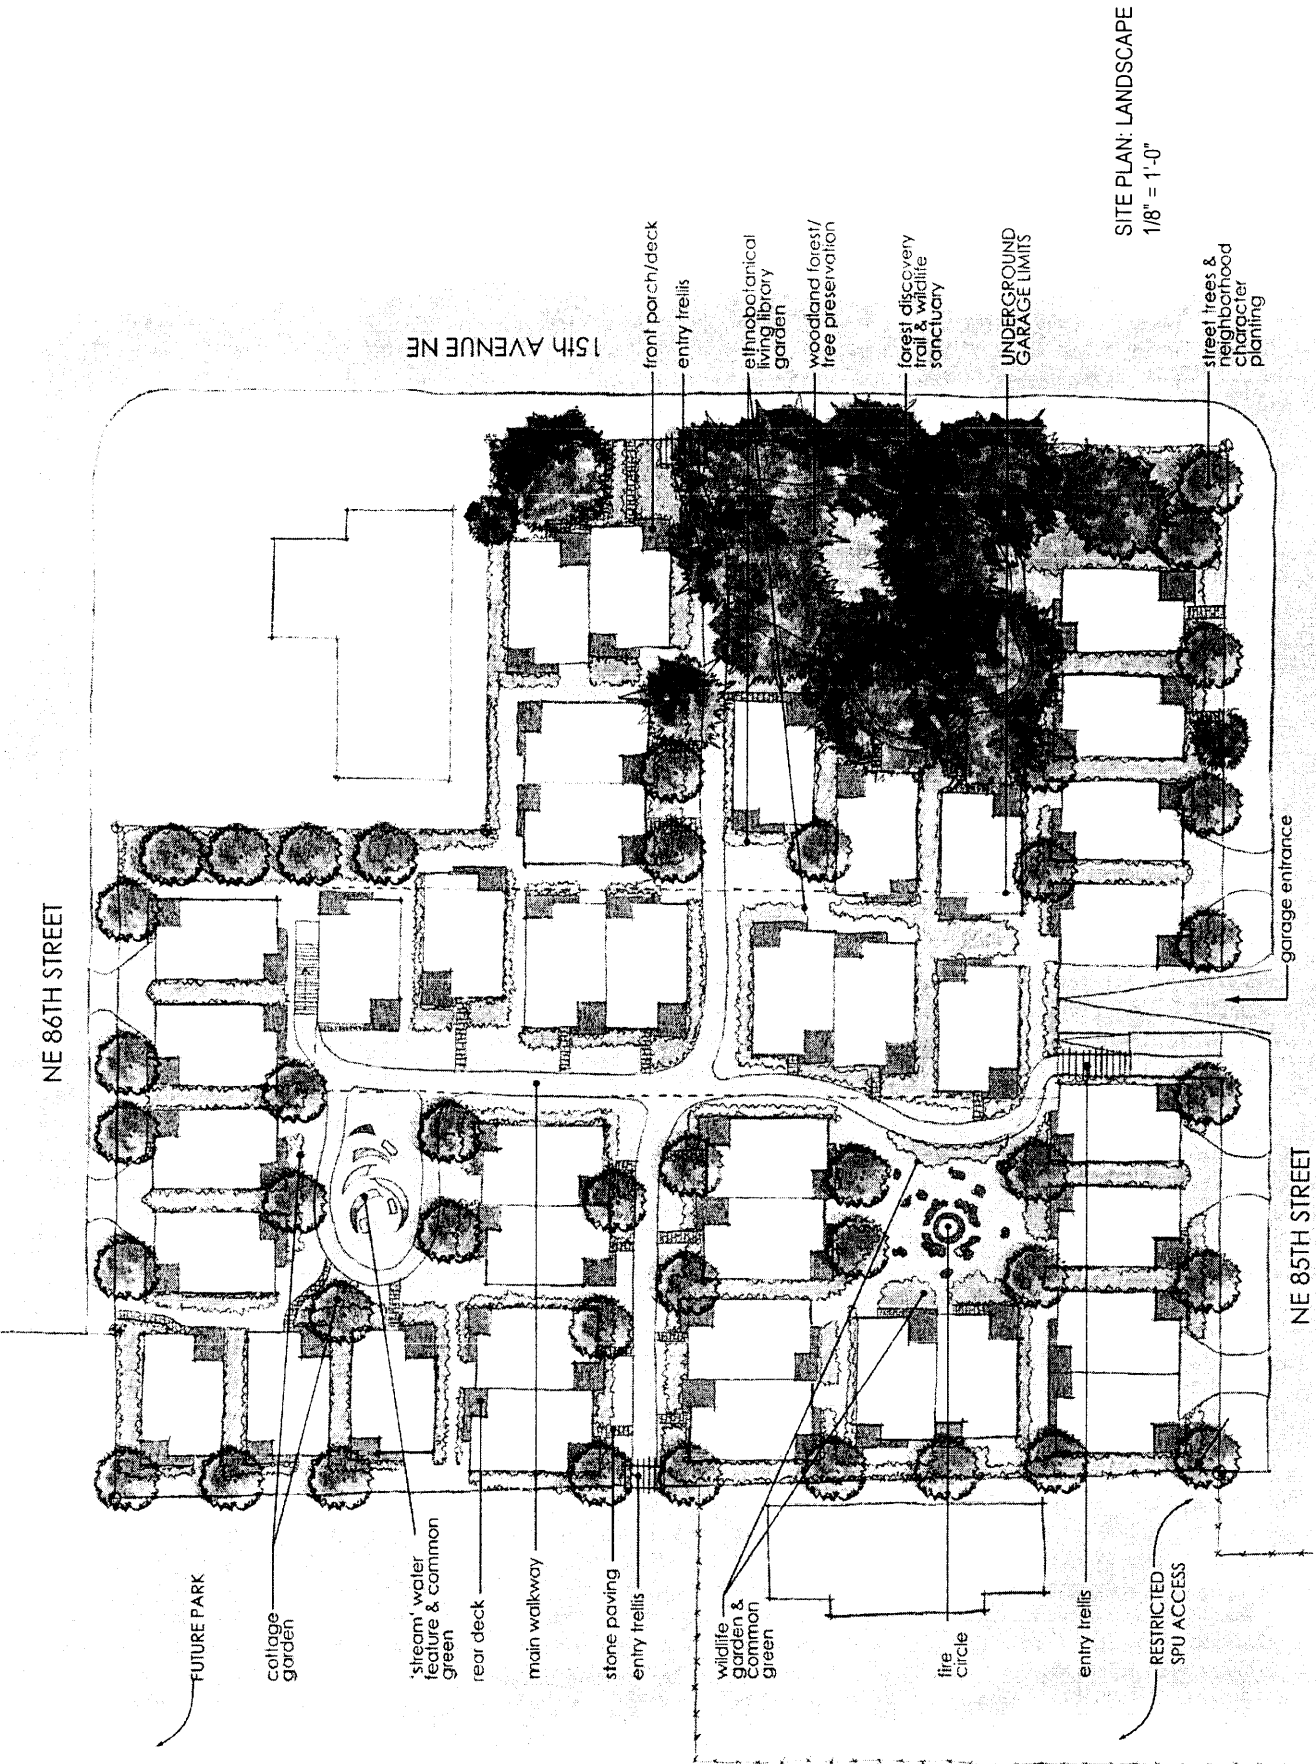 NE 86TH STREET
15th AVENUE NE
SITE PLAN: LANDSCAPE
1/8" = 1'-0"
front porch/deck
entry trellis
ethnobotanical
living library
garden
woodland forest/
tree preservation
forest discovery
trail & wildlife
sanctuary
UNDERGROUND
GARAGE LIMITS
street trees &
neighborhood
character
planting
garage entrance
NE 85TH STREET
FUTURE PARK
cottage
garden
'stream' water
feature & common
green
rear deck
main walkway
stone paving
entry trellis
wildlife
garden &
common
green
fire
circle
entry trellis
RESTRICTED
SPU ACCESS